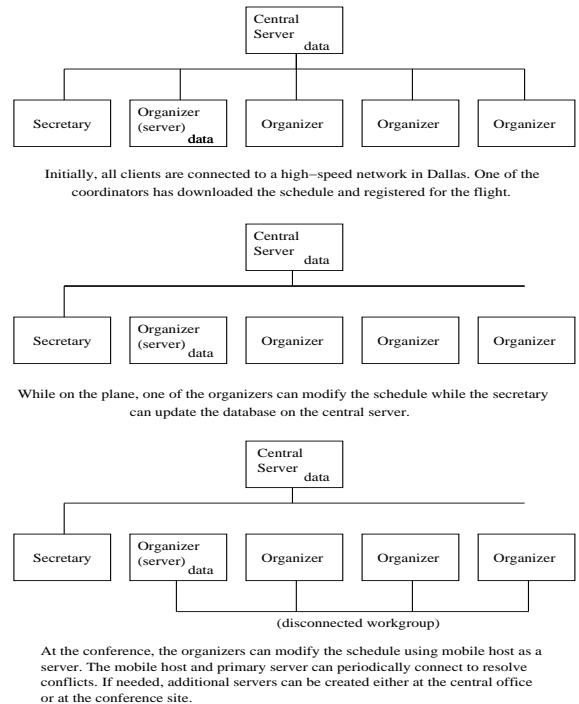 Central
Server
data
Secretary
Organizer
(server)
data
Organizer
Organizer
Organizer
Initially, all clients are connected to a high−speed network in Dallas. One of the
coordinators has downloaded the schedule and registered for the flight.
Central
Server
data
Secretary
Organizer
(server)
data
Organizer
Organizer
Organizer
While on the plane, one of the organizers can modify the schedule while the secretary
can update the database on the central server.
Central
Server
data
Secretary
Organizer
(server)
data
Organizer
Organizer
Organizer
(disconnected workgroup)
At the conference, the organizers can modify the schedule using mobile host as a
server. The mobile host and primary server can periodically connect to resolve
conflicts. If needed, additional servers can be created either at the central office
or at the conference site.